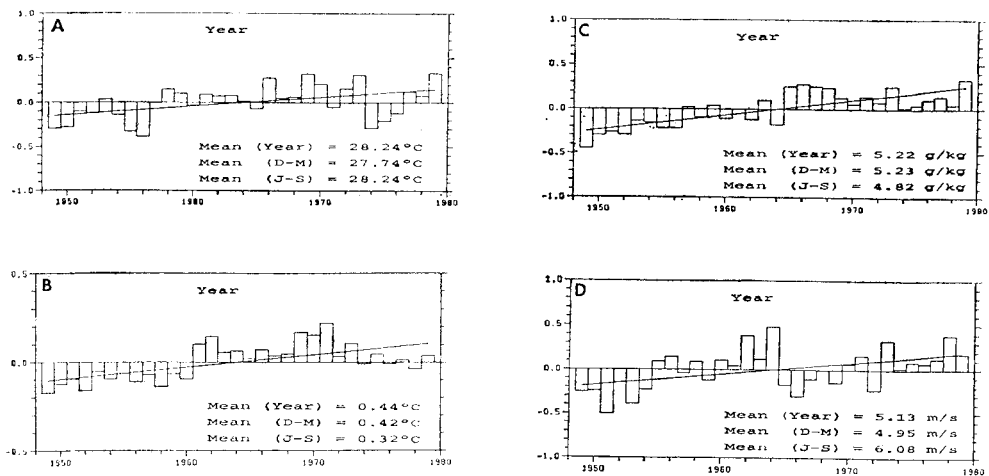 A
Year
1.0
0.5
0.0
-0.5
-1.0
Mean (Year) = 28.24°C
Mean (D-M) = 27.74°C
Mean (J-S) = 28.24°C
1950 1960 1970 1980
C
Year
1.0
0.5
0.0
-0.5
-1.0
Mean (Year) = 5.22 g/kg
Mean (D-M) = 5.23 g/kg
Mean (J-S) = 4.82 g/kg
1950 1960 1970 1980
B
Year
0.5
0.0
-0.5
Mean (Year) = 0.44°C
Mean (D-M) = 0.42°C
Mean (J-S) = 0.32°C
1950 1960 1970 1980
D
Year
1.0
0.5
0.0
-0.5
-1.0
Mean (Year) = 5.13 m/s
Mean (D-M) = 4.95 m/s
Mean (J-S) = 6.08 m/s
1950 1960 1970 1980